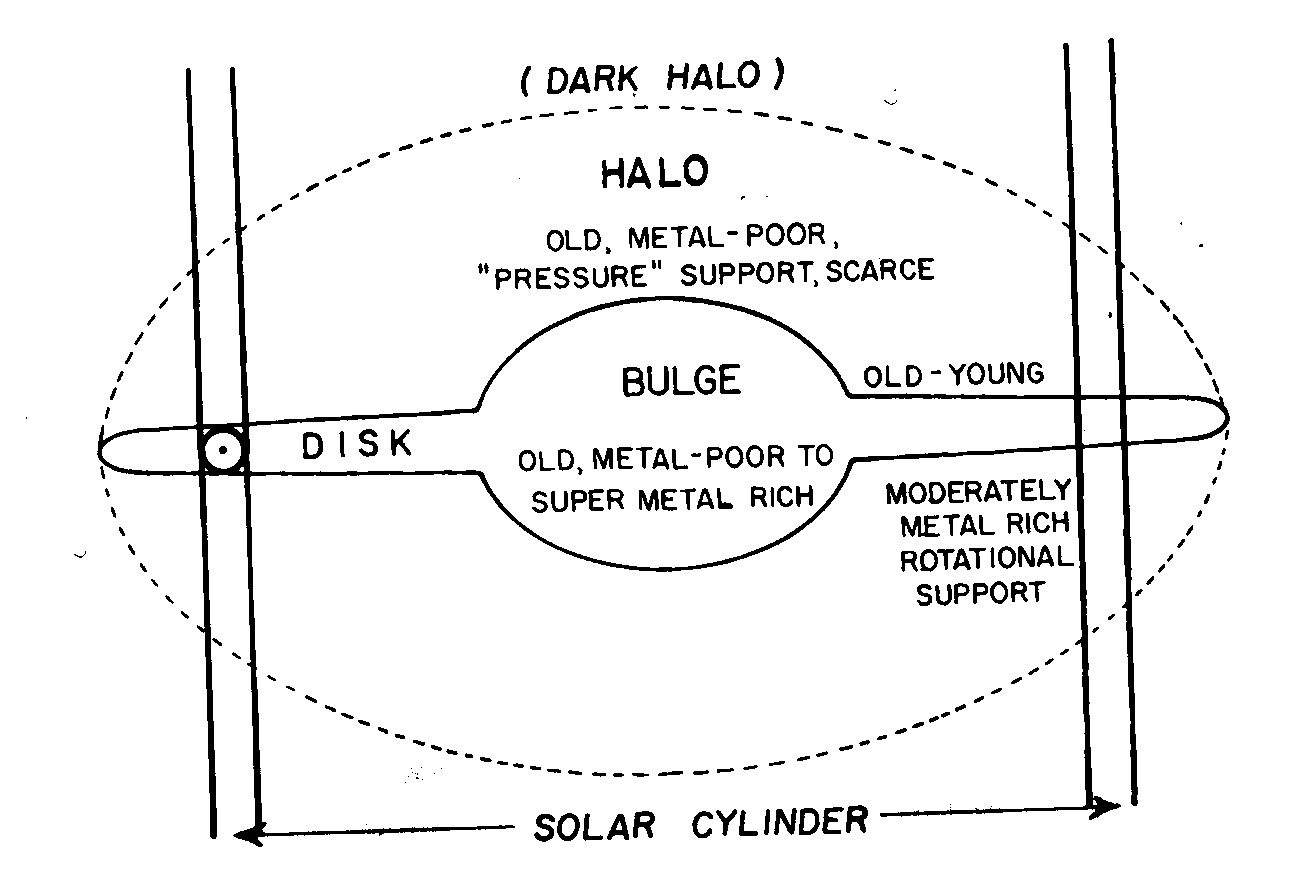 ( DARK HALO )
HALO
OLD, METAL-POOR,
"PRESSURE" SUPPORT, SCARCE
BULGE
OLD-YOUNG
DISK
OLD, METAL-POOR TO
SUPER METAL RICH
MODERATELY
METAL RICH
ROTATIONAL
SUPPORT
SOLAR CYLINDER